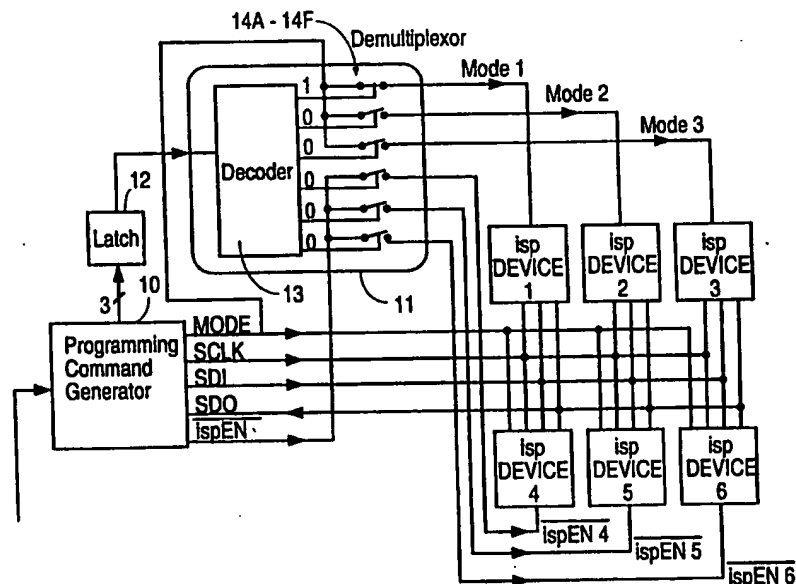 14A - 14F
Demultiplexor
Mode 1
Mode 2
Mode 3
1
0
0
0
0
0
Decoder
12
Latch
13
11
3
10
Programming
Command
Generator
MODE
SCLK
SDI
SDO
ispEN
isp
DEVICE
1
isp
DEVICE
2
isp
DEVICE
3
isp
DEVICE
4
isp
DEVICE
5
isp
DEVICE
6
ispEN 4
ispEN 5
ispEN 6